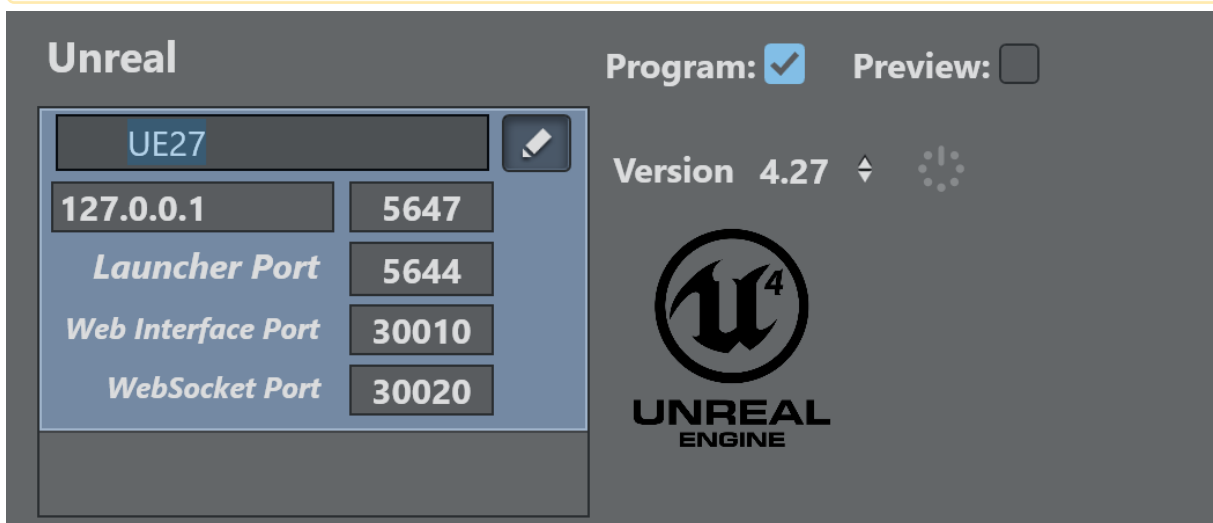 Unreal
Program: Preview:
UE27
Version 4.27
127.0.0.1 5647
Launcher Port 5644
Web Interface Port 30010
WebSocket Port 30020
4
UNREAL
ENGINE